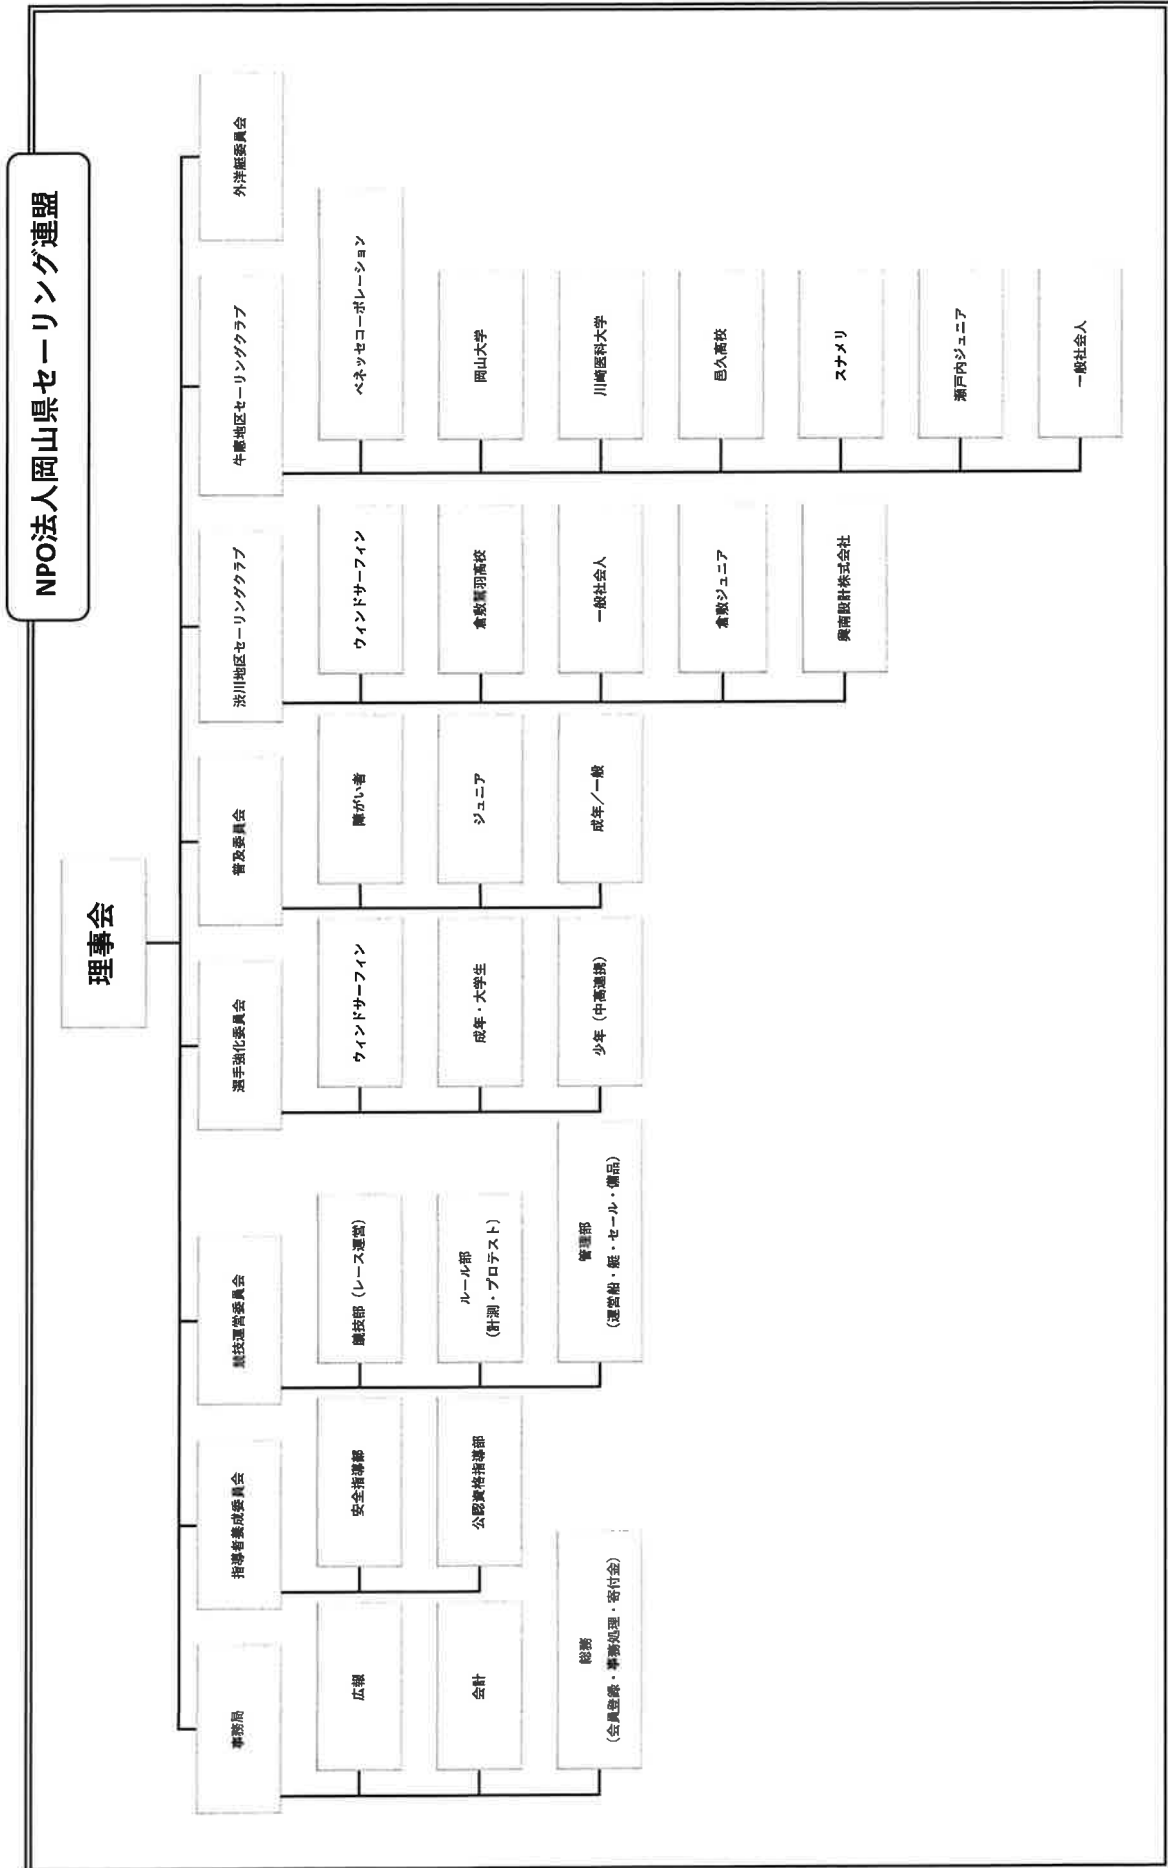 NPO法人岡山県セーリング連盟
理事会
事務局
広報
会計
総務
(会員登録・事務処理・寄付金)
指導者養成委員会
安全指導部
公認資格指導部
競技運営委員会
競技部(レース運営)
ルール部
(計測・プロテスト)
管理部
(運営船・艇・セール・備品)
選手強化委員会
ウィンドサーフィン
成年・大学生
少年(中高連携)
普及委員会
障がい者
ジュニア
成年/一般
渋川地区セーリングクラブ
ウィンドサーフィン
倉敷鷲羽高校
一般社会人
倉敷ジュニア
興南設計株式会社
牛窓地区セーリングクラブ
ベネッセコーポレーション
岡山大学
川崎医科大学
邑久高校
スナメリ
瀬戸内ジュニア
一般社会人
外洋艇委員会